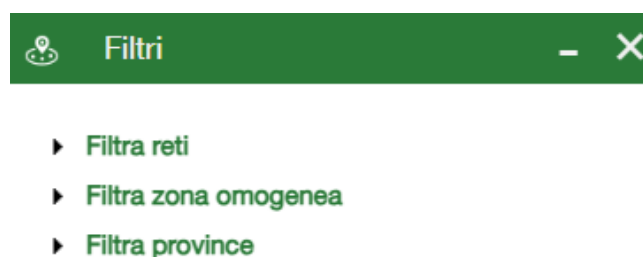 Filtri
Filtra reti
Filtra zona omogenea
Filtra province